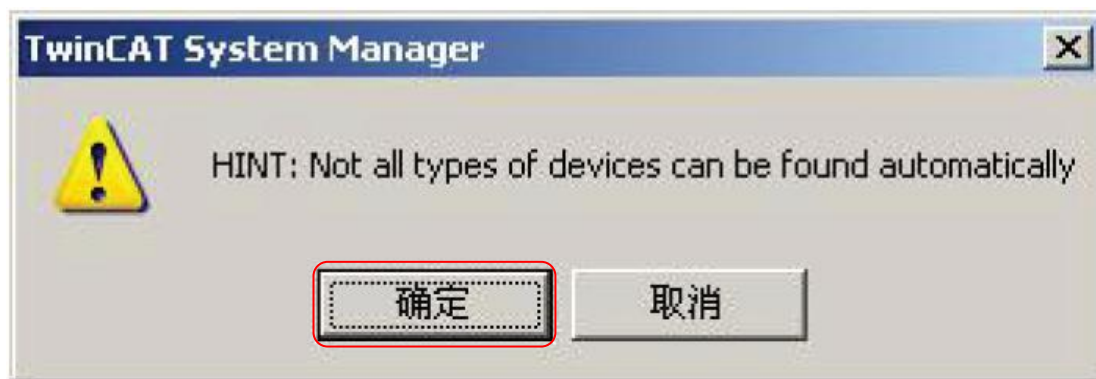 TwinCAT System Manager
HINT: Not all types of devices can be found automatically
确定
取消